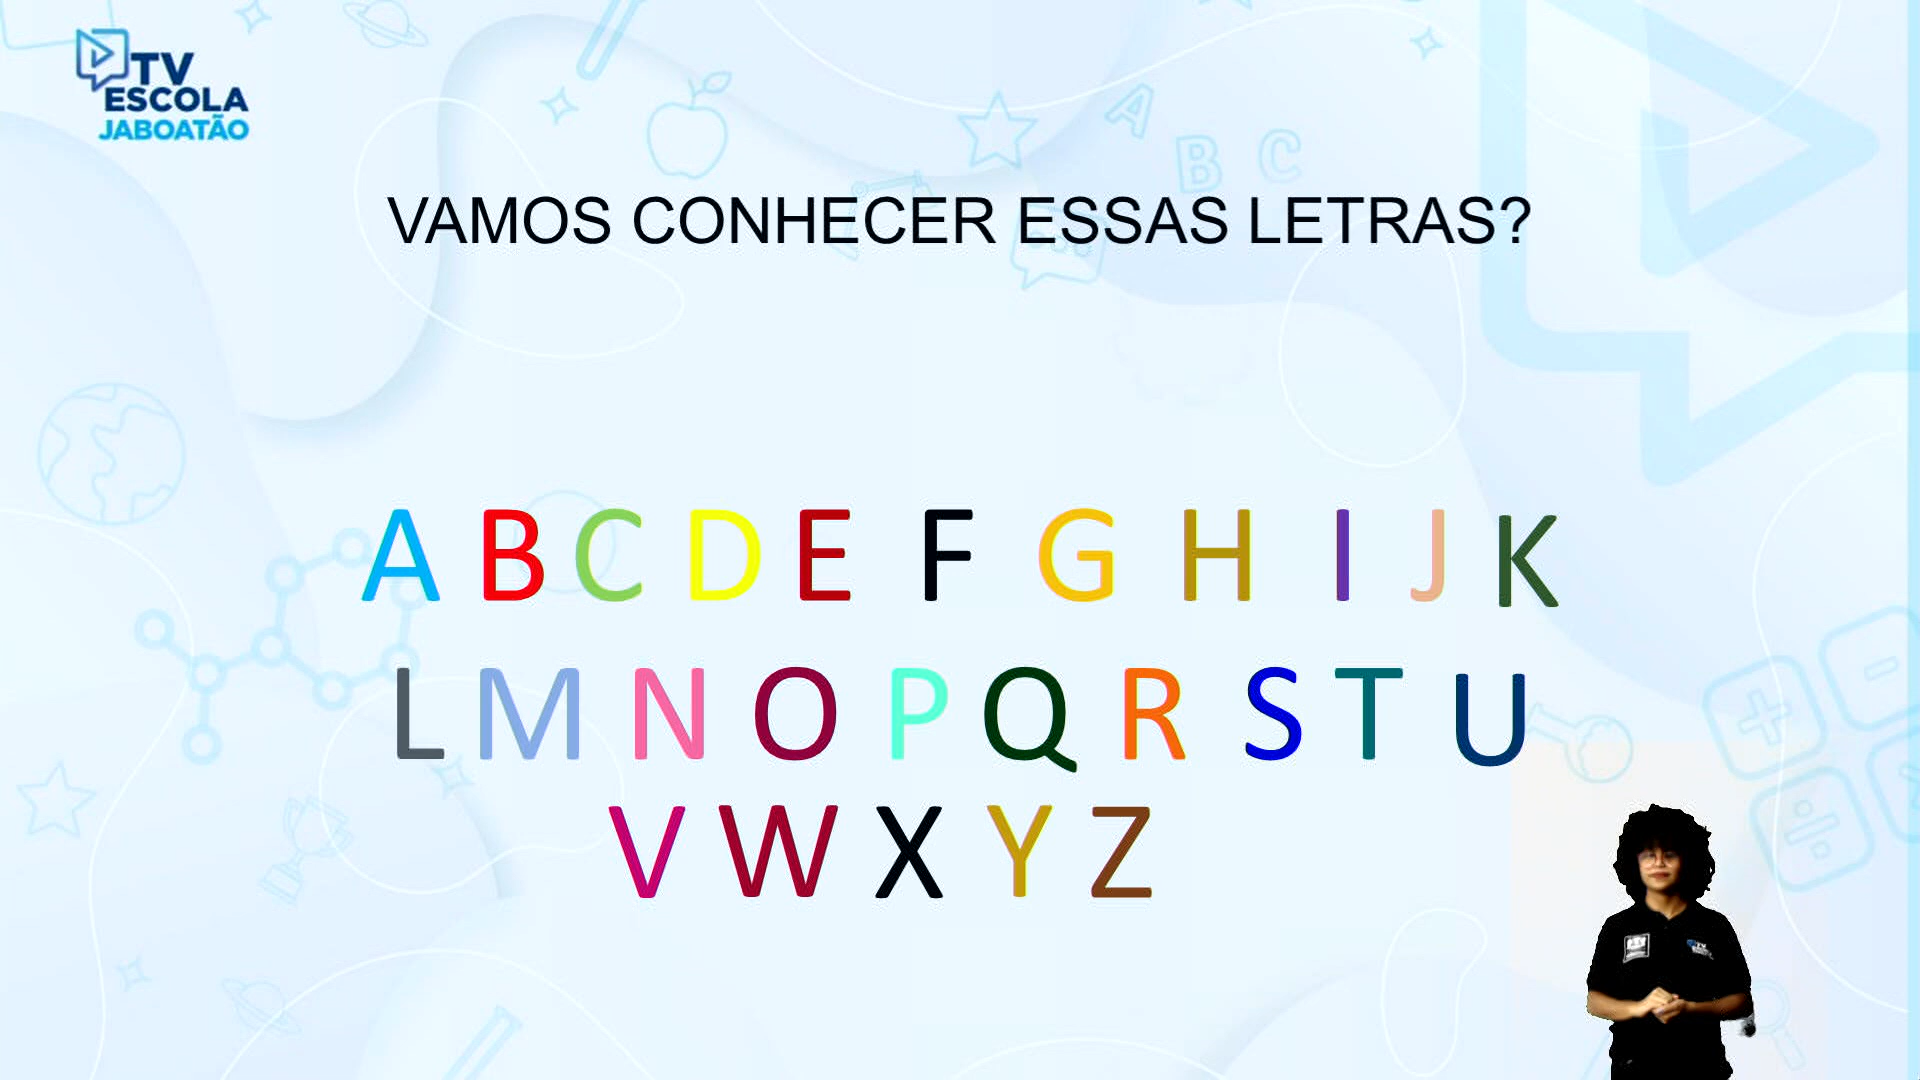 TV
ESCOLA
JABOATÃO
A
B C
VAMOS CONHECER ESSAS LETRAS?
A B C D E F G H I J K
L M N O P Q R S T U
V W X Y Z